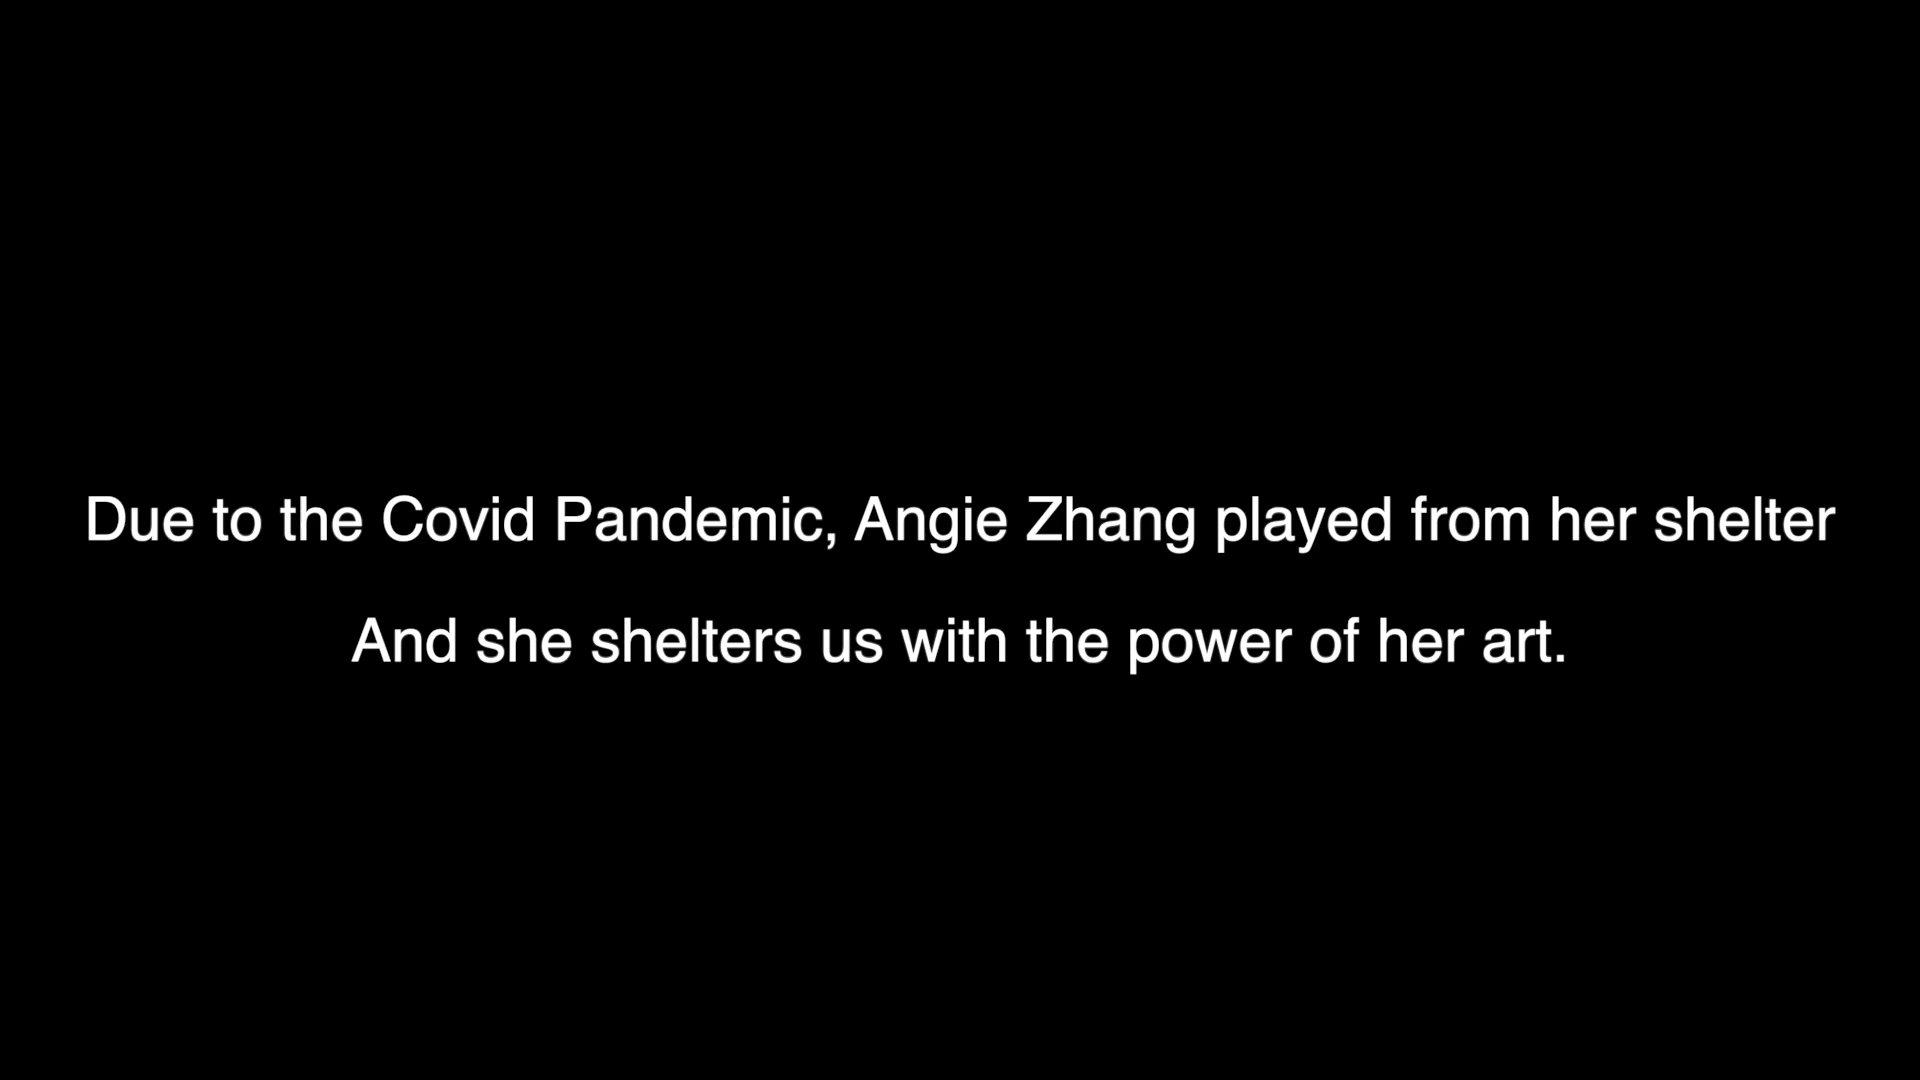 Due to the Covid Pandemic, Angie Zhang played from her shelter
And she shelters us with the power of her art.